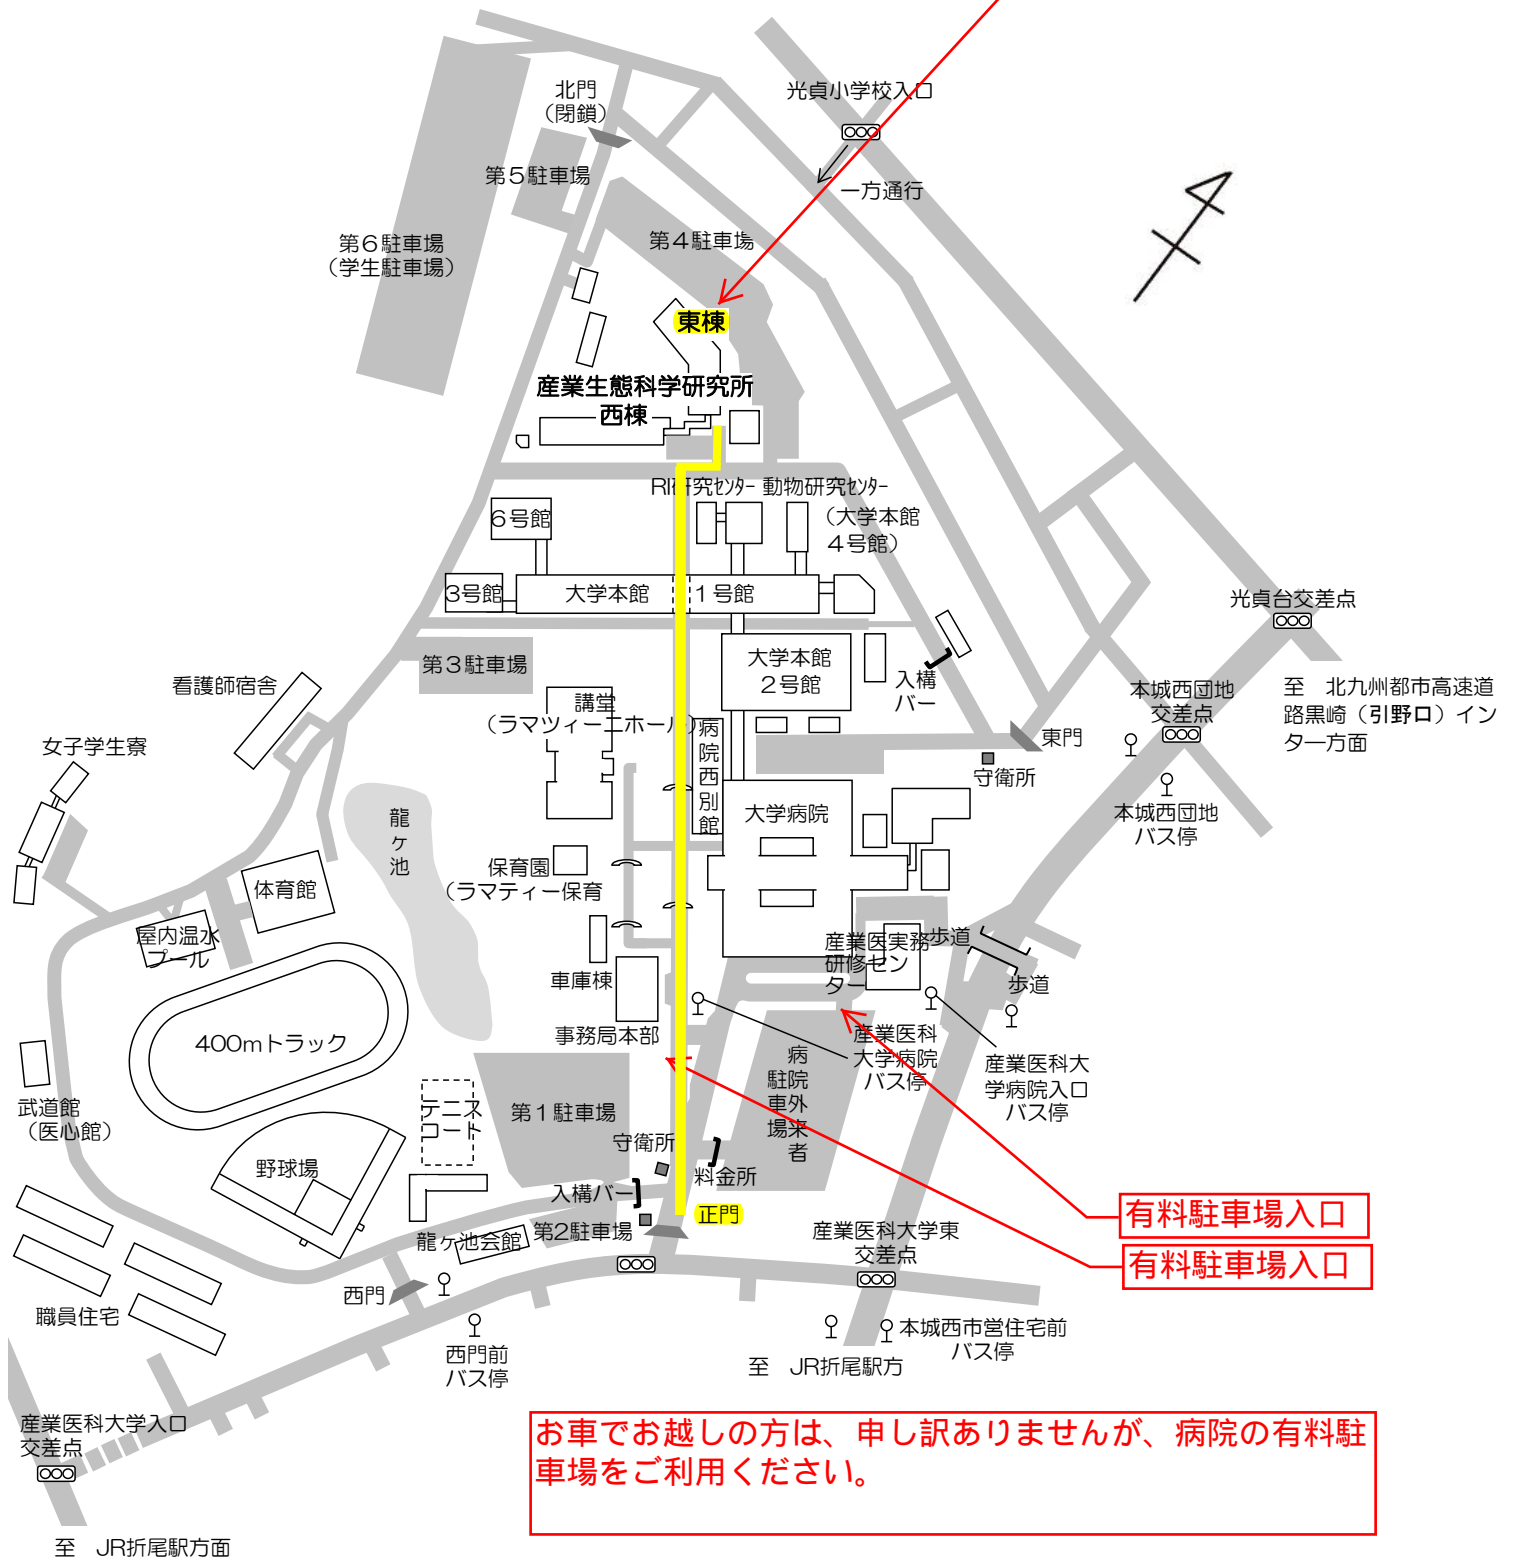 北門
（閉鎖）
光貞小学校入口
一方通行
第５駐車場
第４駐車場
第６駐車場
（学生駐車場）
東棟
産業生態科学研究所
西棟
RI研究ｾﾝﾀｰ
動物研究ｾﾝﾀｰ
６号館
（大学本館
４号館）
３号館
大学本館
１号館
光貞台交差点
第３駐車場
大学本館
２号館
入構
バー
看護師宿舎
講堂
（ラマツィーニホール）
病院西別館
本城西団地
交差点
至　北九州都市高速道
路黒崎（引野口）イン
ター方面
東門
守衛所
女子学生寮
龍ヶ池
大学病院
本城西団地
バス停
保育園
（ラマティー保育
体育館
屋内温水
プール
車庫棟
産業医実務
研修セン
ター
歩道
歩道
事務局本部
400mトラック
産業医科
大学病院
バス停
病院外来者
駐車場
産業医科大
学病院入口
バス停
武道館
（医心館）
テニス
コート
第１駐車場
守衛所
野球場
料金所
入構バー
正門
有料駐車場入口
龍ヶ池会館
第２駐車場
産業医科大学東
交差点
有料駐車場入口
西門
職員住宅
西門前
バス停
本城西市営住宅前
バス停
至　JR折尾駅方
産業医科大学入口
交差点
お車でお越しの方は、申し訳ありませんが、病院の有料駐
車場をご利用ください。
至　JR折尾駅方面